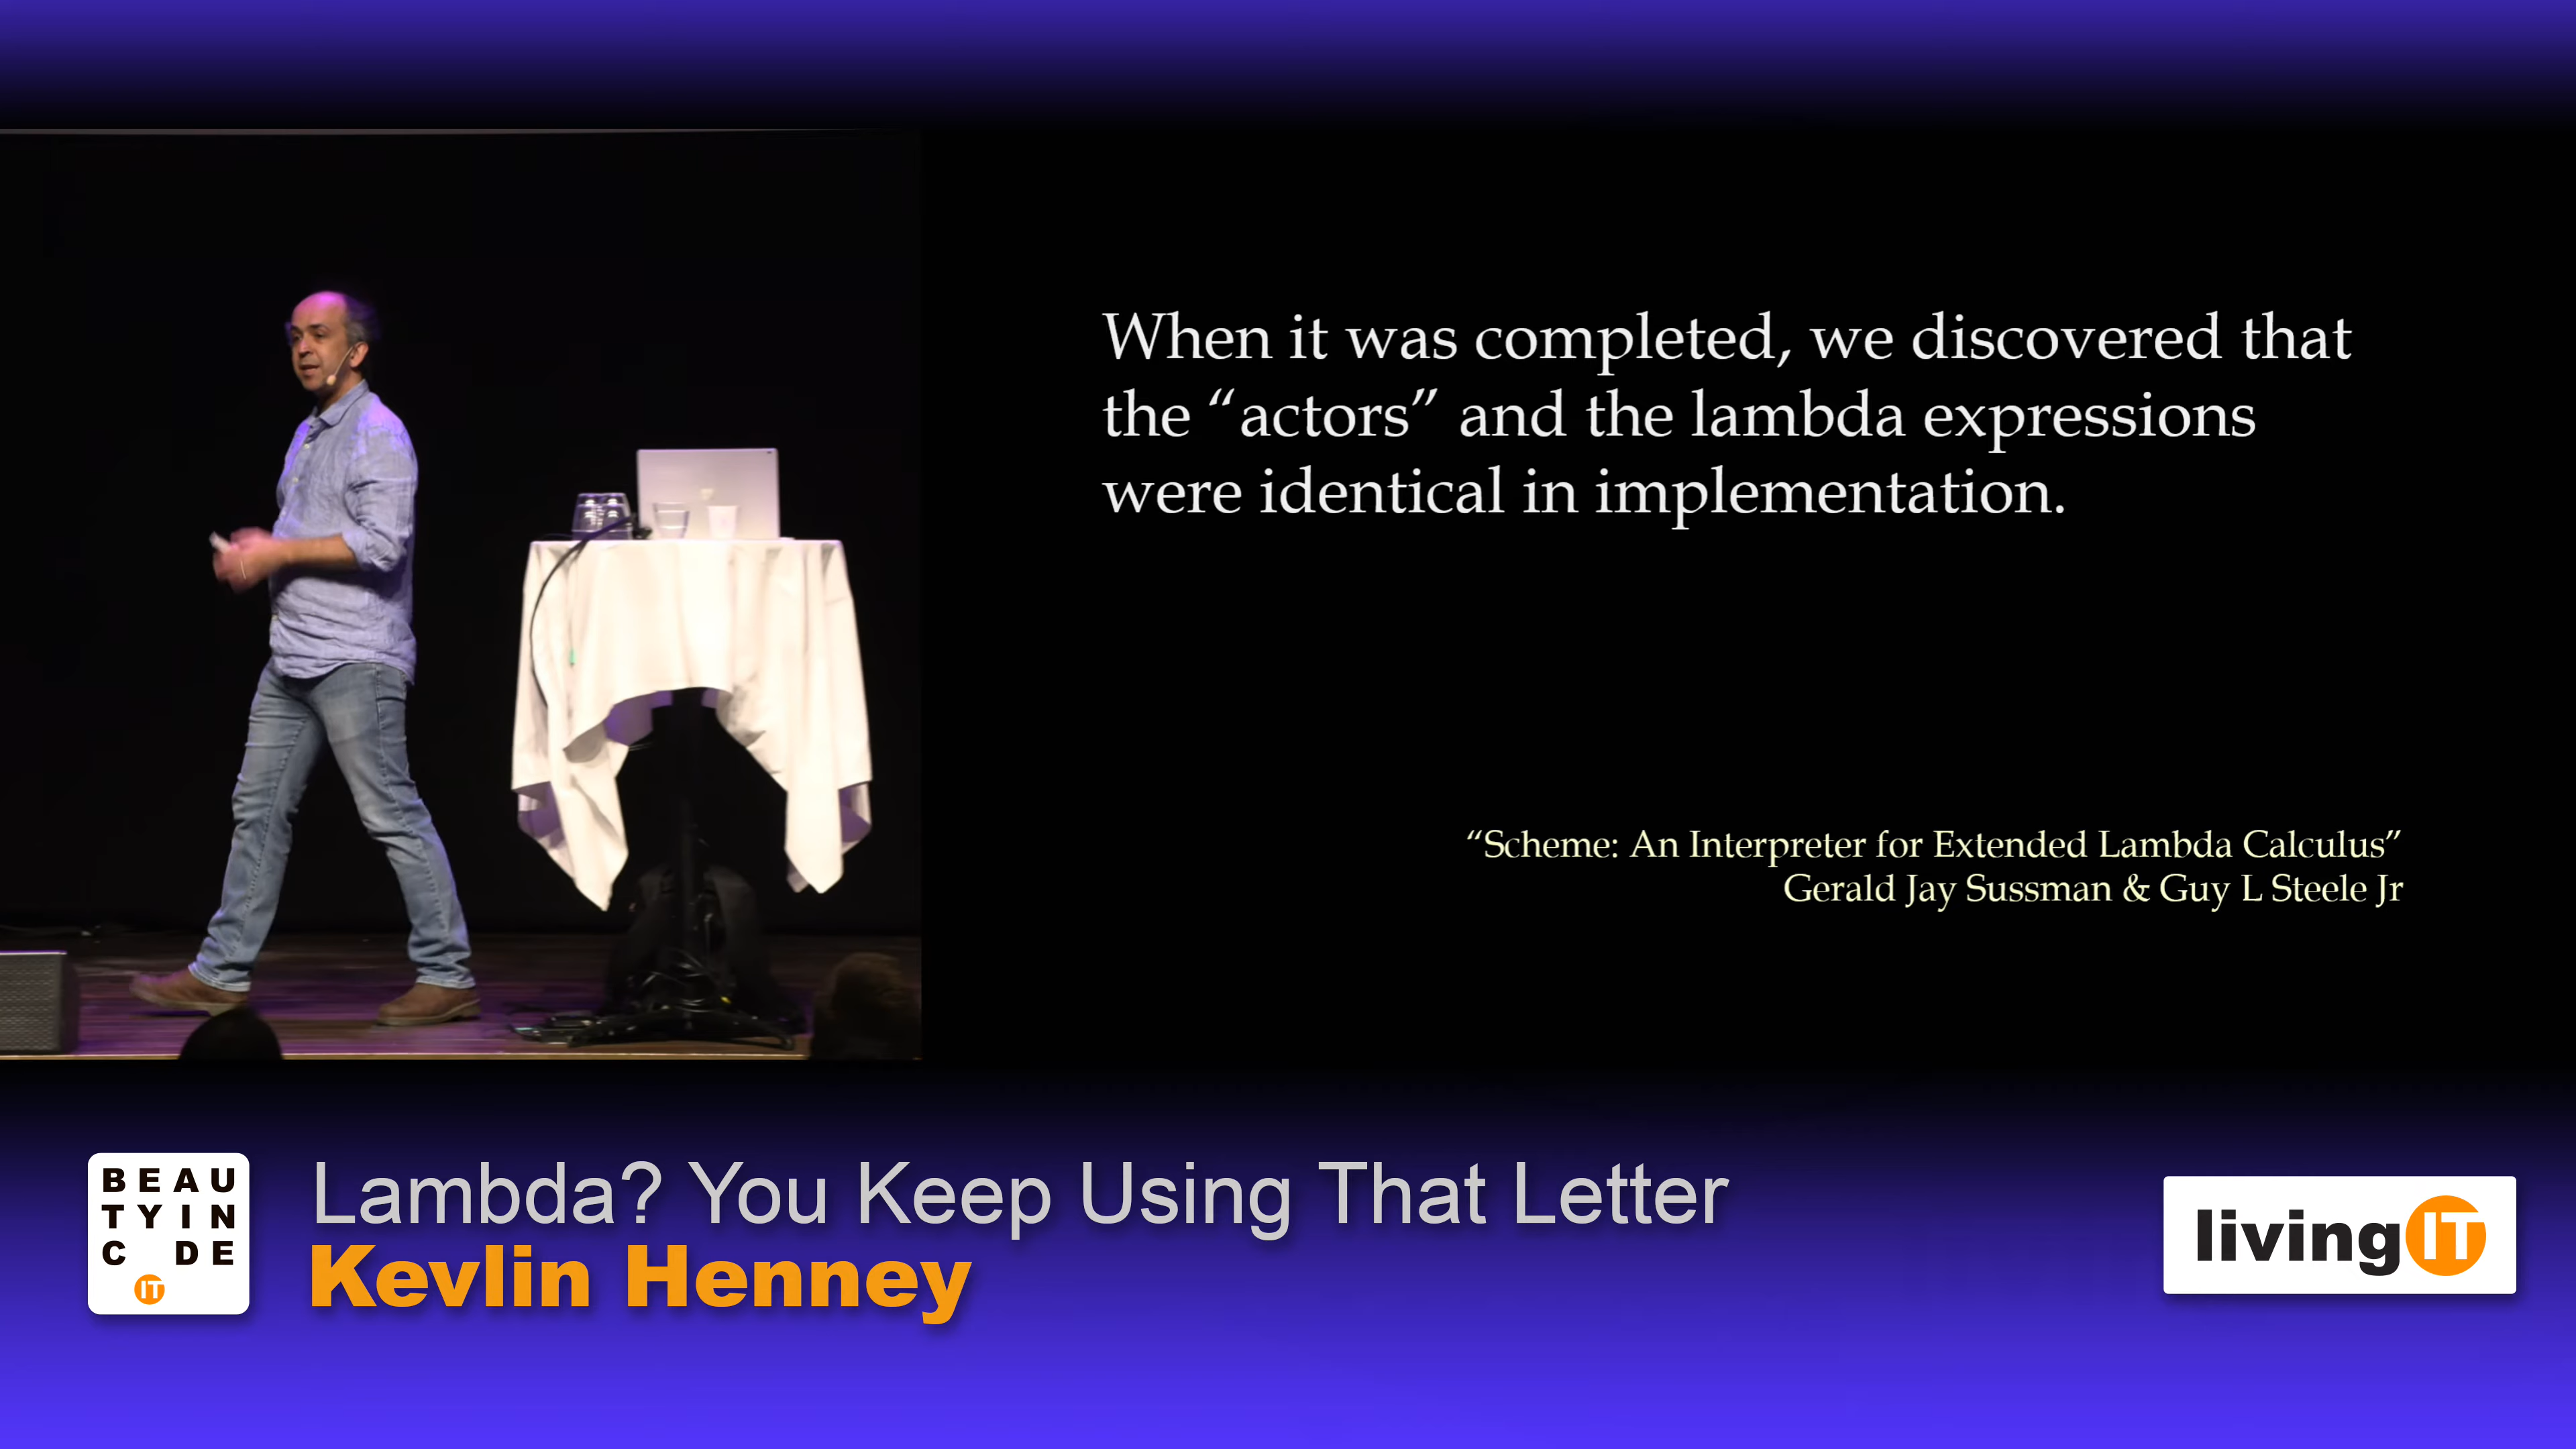 When it was completed, we discovered that
the “actors” and the lambda expressions
were identical in implementation.
“Scheme: An Interpreter for Extended Lambda Calculus”
Gerald Jay Sussman & Guy L Steele Jr
BEAU
TYIN
C DE
IT
Lambda? You Keep Using That Letter
Kevlin Henney
livingIT